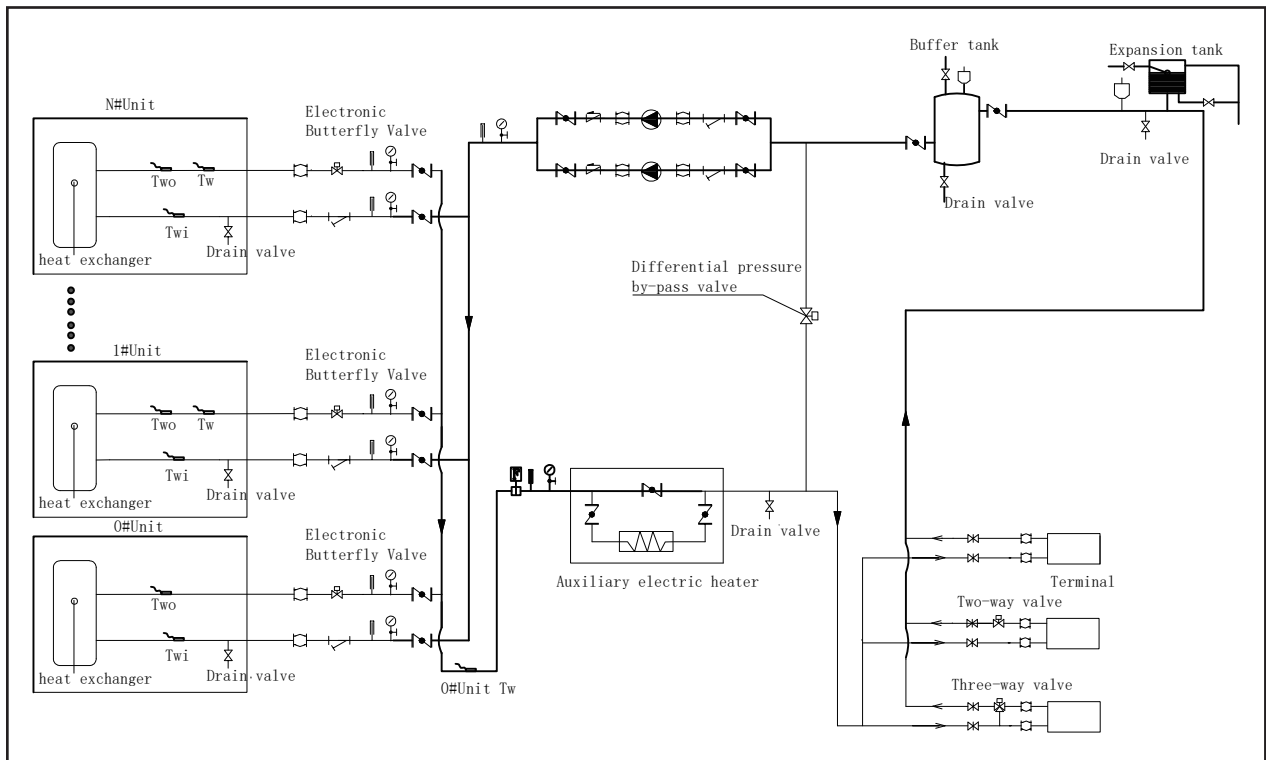 Buffer tank
Expansion tank
N#Unit
Electronic
Butterfly Valve
Two
Tw
Twi
Drain valve
heat exchanger
Drain valve
Drain valve
Differential pressure
by-pass valve
1#Unit
Electronic
Butterfly Valve
Two
Tw
Twi
Drain valve
heat exchanger
0#Unit
Electronic
Butterfly Valve
Two
Twi
Drain valve
heat exchanger
0#Unit Tw
Drain valve
Auxiliary electric heater
Terminal
Two-way valve
Three-way valve